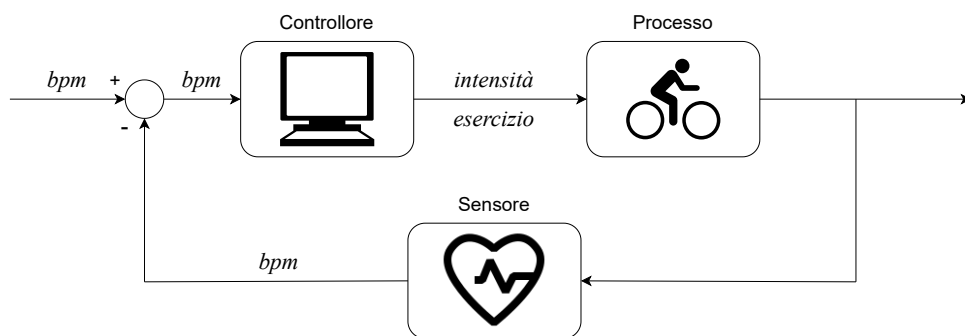 Controllore
Processo
bpm
+
bpm
intensità
esercizio
-
Sensore
bpm